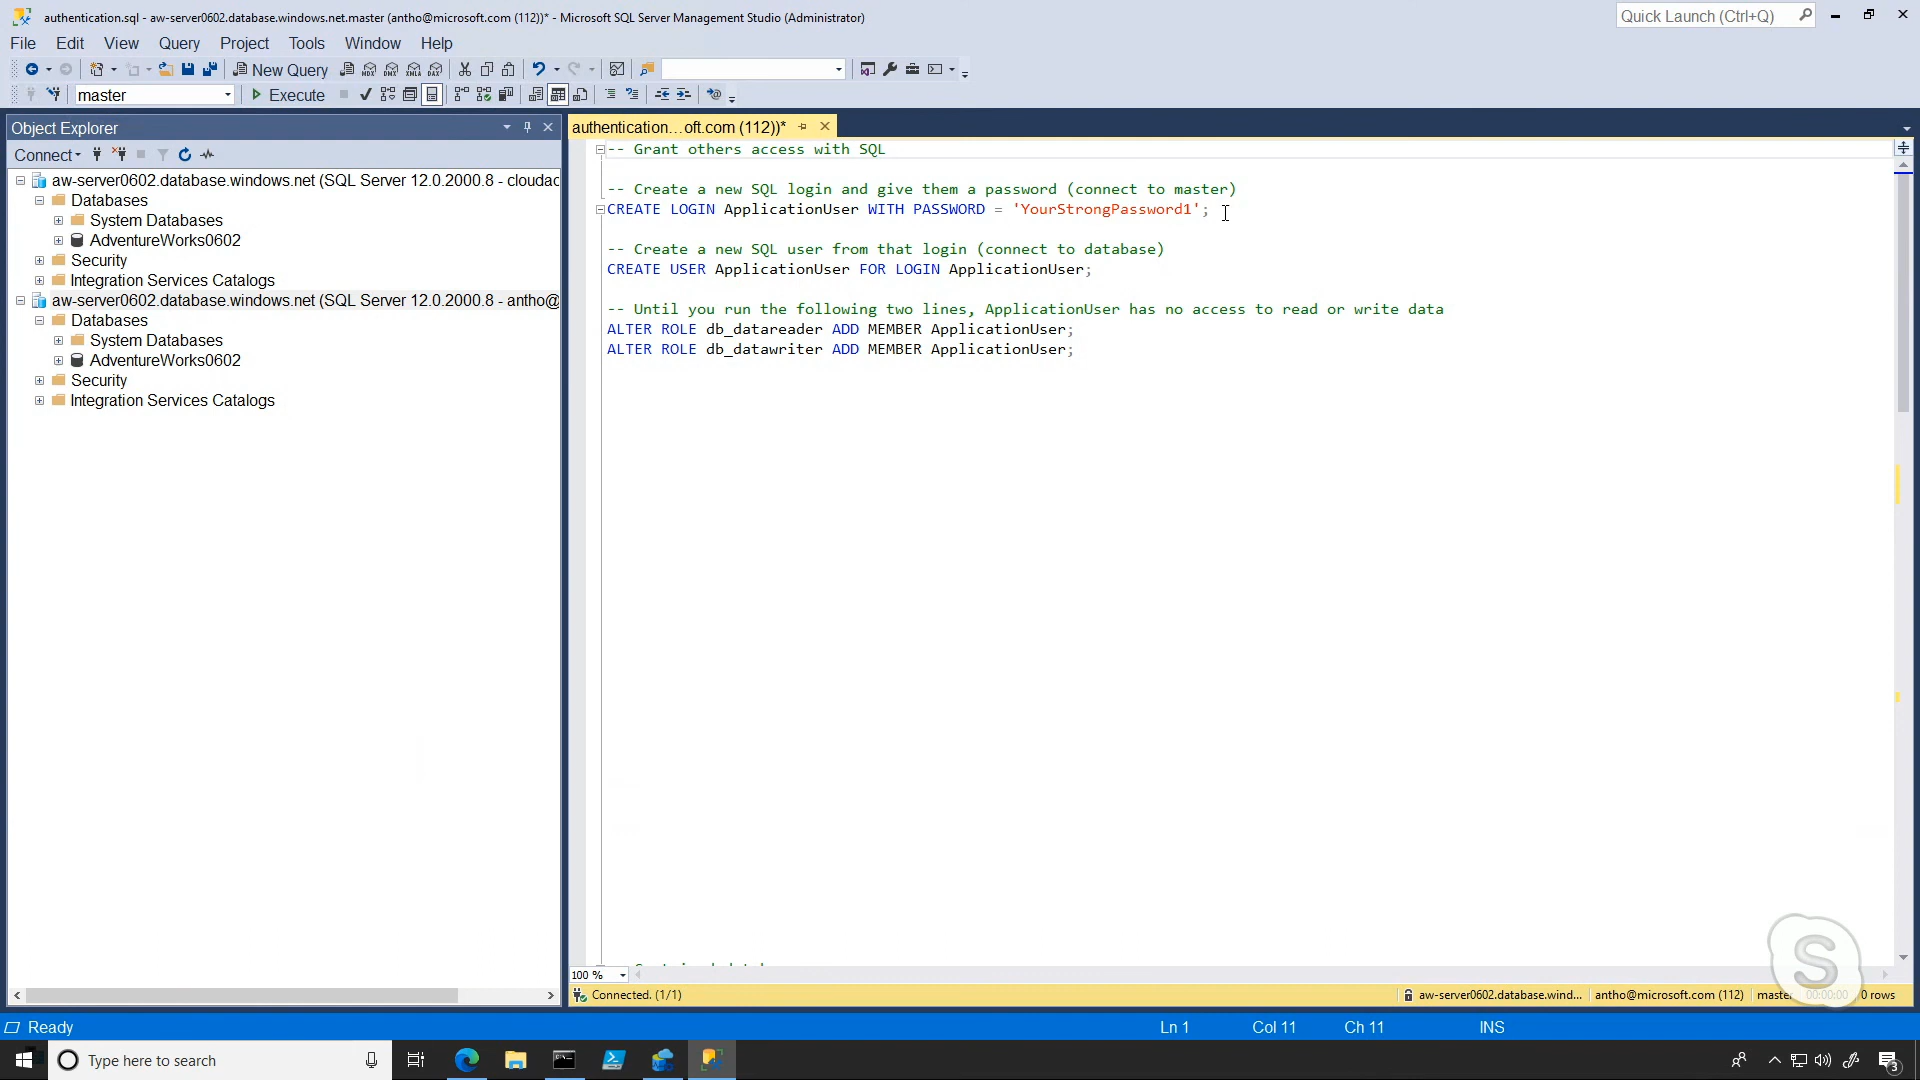 authentication.sql - aw-server0602.database.windows.net.master (antho@microsoft.com (112))* - Microsoft SQL Server Management Studio (Administrator)
Quick Launch (Ctrl+Q)
File Edit View Query Project Tools Window Help
New Query
master
Execute
Object Explorer
authentication...oft.com (112))*
Connect
aw-server0602.database.windows.net (SQL Server 12.0.2000.8 - cloudac
Databases
System Databases
AdventureWorks0602
Security
Integration Services Catalogs
aw-server0602.database.windows.net (SQL Server 12.0.2000.8 - antho@
Databases
System Databases
AdventureWorks0602
Security
Integration Services Catalogs
-- Grant others access with SQL
-- Create a new SQL login and give them a password (connect to master)
CREATE LOGIN ApplicationUser WITH PASSWORD = 'YourStrongPassword1';
-- Create a new SQL user from that login (connect to database)
CREATE USER ApplicationUser FOR LOGIN ApplicationUser;
-- Until you run the following two lines, ApplicationUser has no access to read or write data
ALTER ROLE db_datareader ADD MEMBER ApplicationUser;
ALTER ROLE db_datawriter ADD MEMBER ApplicationUser;
100 %
Connected. (1/1)
aw-server0602.database.wind... antho@microsoft.com (112) maste 00:00:00 0 rows
Ready
Ln 1 Col 11 Ch 11 INS
Type here to search
3